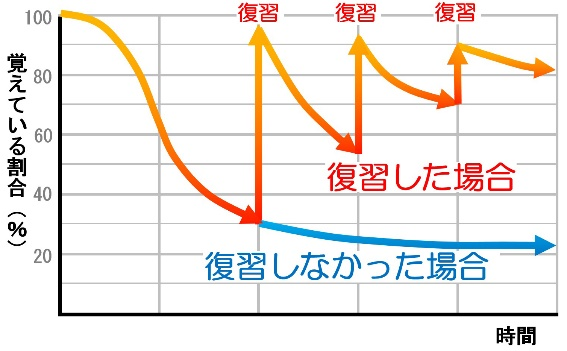 復習 復習 復習
100
80
60
40
20
覚えている割合(%)
復習した場合
復習しなかった場合
時間